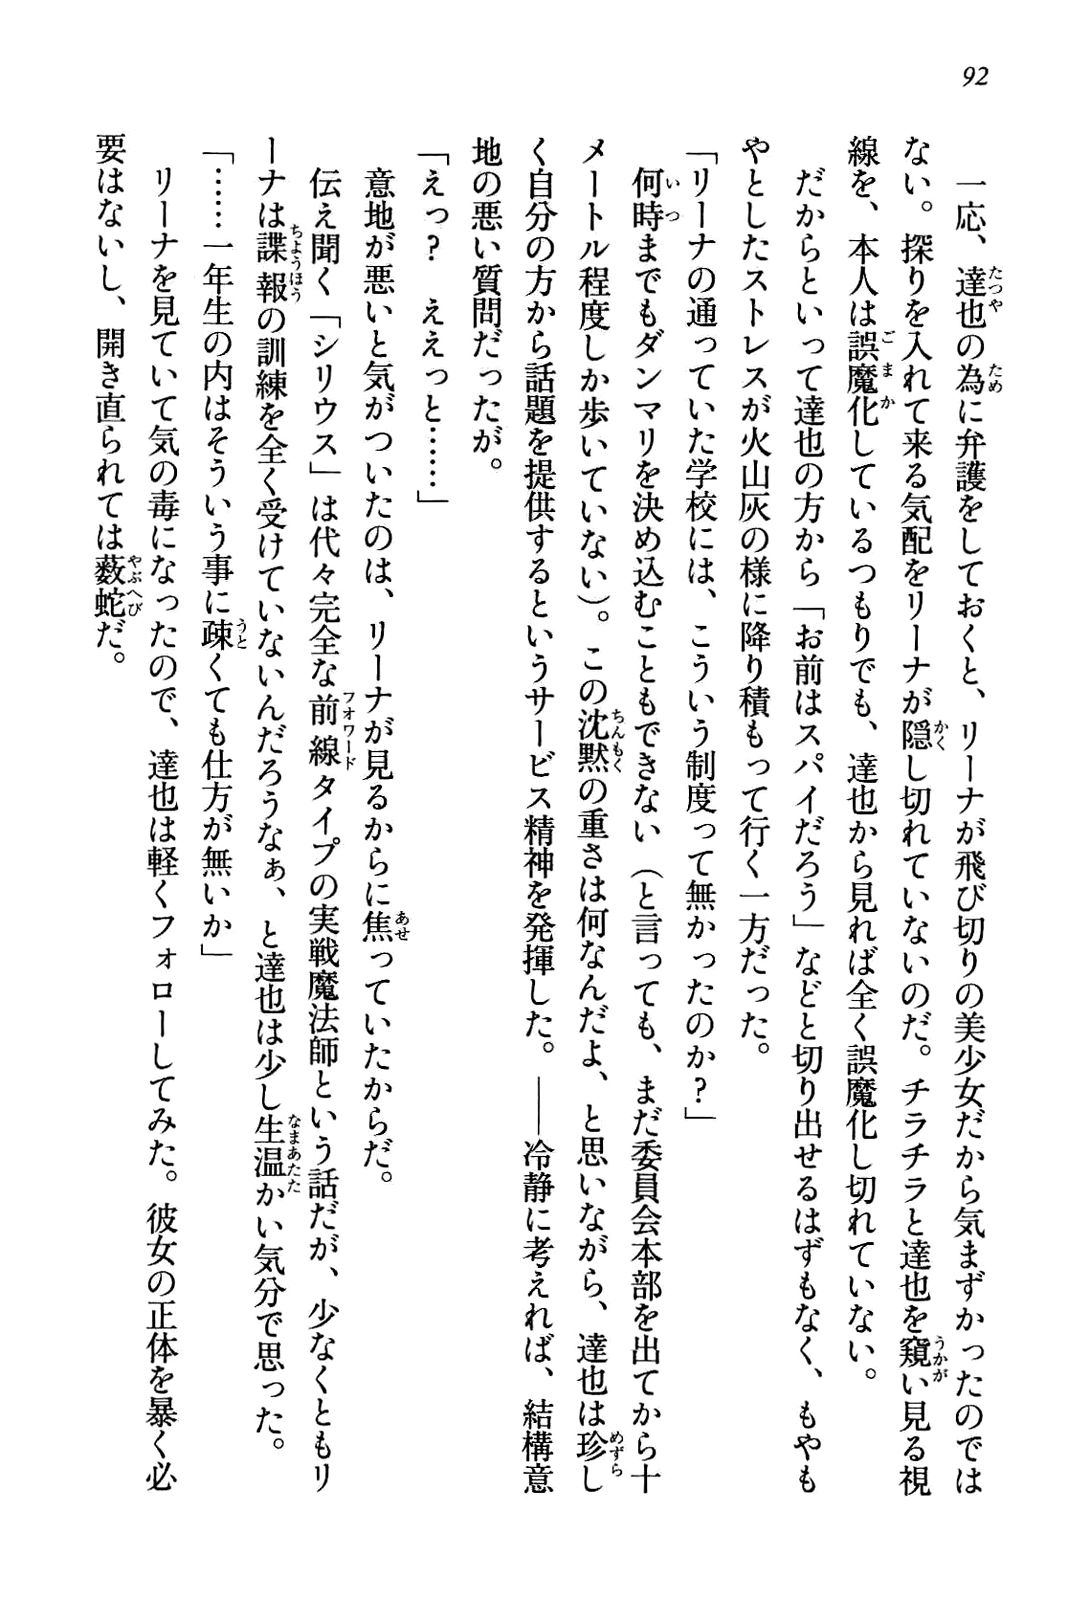 92
　一応、達也の為に弁護をしておくと、リーナが飛び切りの美少女だから気まずかったのでは
ない。探りを入れて来る気配をリーナが隠し切れていないのだ。チラチラと達也を窺い見る視
線を、本人は誤魔化しているつもりでも、達也から見れば全く誤魔化し切れていない。
　だからといって達也の方から「お前はスパイだろう」などと切り出せるはずもなく、もやも
やとしたストレスが火山灰の様に降り積もって行く一方だった。
「リーナの通っていた学校には、こういう制度って無かったのか？」
　何時までもダンマリを決め込むこともできない（と言っても、まだ委員会本部を出てから十
メートル程度しか歩いていない）。この沈黙の重さは何なんだよ、と思いながら、達也は珍し
く自分の方から話題を提供するというサービス精神を発揮した。――冷静に考えれば、結構意
地の悪い質問だったが。
「えっ？　ええっと……」
　意地が悪いと気がついたのは、リーナが見るからに焦っていたからだ。
　伝え聞く「シリウス」は代々完全な前線タイプの実戦魔法師という話だが、少なくともリ
ーナは諜報の訓練を全く受けていないんだろうなぁ、と達也は少し生温かい気分で思った。
「……一年生の内はそういう事に疎くても仕方が無いか」
　リーナを見ていて気の毒になったので、達也は軽くフォローしてみた。彼女の正体を暴く必
要はないし、開き直られては藪蛇だ。